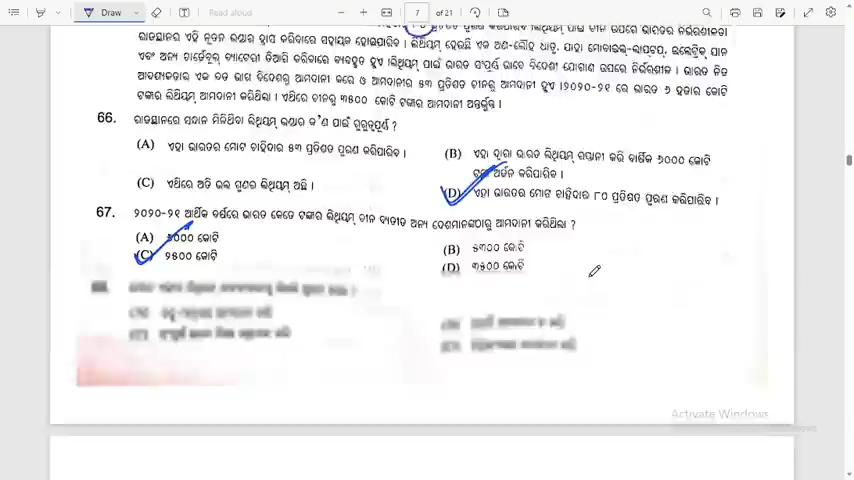 Draw
Read aloud
7
of 21
ରାଜସ୍ଥାନର ଏହି ନୂତନ ଭଣ୍ଡାର ହ୍ରାସ କରିବାରେ ସହାୟକ ହୋଇପାରିବ । ଲିଥିୟମ୍ ହେଉଛି ଏକ ଅଣ-ଲୌହ ଧାତୁ, ଯାହା ମୋବାଇଲ-ଲାପଟପ୍, ଇଲେକ୍ଟ୍ରିକ୍ ଯାନ
ଏବଂ ଅନ୍ୟ ଚାର୍ଜେବୁଲ୍ ବ୍ୟାଟେରୀ ତିଆରି କରିବାରେ ବ୍ୟବହୃତ ହୁଏ । ଲିଥିୟମ୍ ପାଇଁ ଭାରତ ସଂପୂର୍ଣ୍ଣ ଭାବେ ବିଦେଶୀ ଯୋଗାଣ ଉପରେ ନିର୍ଭରଶୀଳ । ଭାରତ ନିଜ
ଆବଶ୍ୟକତାର ଏକ ବଡ଼ ଭାଗ ବିଦେଶରୁ ଆମଦାନୀ କରେ ଓ ଆମଦାନୀର ୫୩ ପ୍ରତିଶତ ଚୀନରୁ ଆମଦାନୀ ହୁଏ । ୨୦୨୦-୨୧ ରେ ଭାରତ ୬ ହଜାର କୋଟି
ଟଙ୍କାର ଲିଥିୟମ୍ ଆମଦାନୀ କରିଥିଲା । ଏଥିରେ ଚୀନରୁ ୩୫୦୦ କୋଟି ଟଙ୍କାର ଆମଦାନୀ ଅନ୍ତର୍ଭୁକ୍ତ ।
66. ରାଜସ୍ଥାନରେ ସନ୍ଧାନ ମିଳିଥିବା ଲିଥିୟମ୍ ଭଣ୍ଡାର କ'ଣ ପାଇଁ ଗୁରୁତ୍ୱପୂର୍ଣ୍ଣ ?
(A) ଏହା ଭାରତର ମୋଟ ଚାହିଦାର ୫୩ ପ୍ରତିଶତ ପୂରଣ କରିପାରିବ ।
(B) ଏହା ଦ୍ୱାରା ଭାରତ ଲିଥିୟମ୍ ରପ୍ତାନୀ କରି ବାର୍ଷିକ ୬୦୦୦ କୋଟି
ଟଙ୍କା ଅର୍ଜନ କରିପାରିବ ।
(C) ଏଥିରେ ଅତି ଭଲ ଗୁଣର ଲିଥିୟମ୍ ଅଛି ।
(D) ଏହା ଭାରତର ମୋଟ ଚାହିଦାର ୮୦ ପ୍ରତିଶତ ପୂରଣ କରିପାରିବ ।
67. ୨୦୨୦-୨୧ ଆର୍ଥିକ ବର୍ଷରେ ଭାରତ କେତେ ଟଙ୍କାର ଲିଥିୟମ୍ ଚୀନ ବ୍ୟତୀତ ଅନ୍ୟ ଦେଶମାନଙ୍କଠାରୁ ଆମଦାନୀ କରିଥିଲା ?
(A) ୬୦୦୦ କୋଟି
(B) ୫୩୦୦ କୋଟି
(C) ୨୫୦୦ କୋଟି
(D) ୩୫୦୦ କୋଟି
Activate Windows